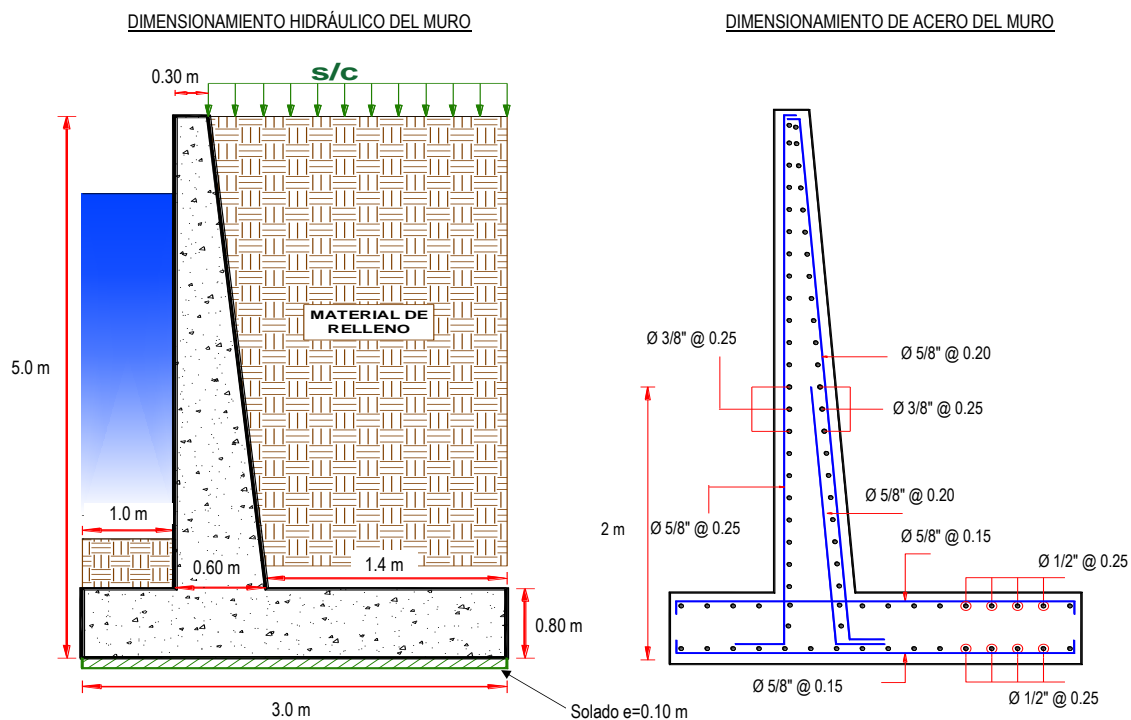 DIMENSIONAMIENTO HIDRÁULICO DEL MURO
0.30 m
s/c
MATERIAL DE
RELLENO
5.0 m
1.0 m
0.60 m
1.4 m
0.80 m
3.0 m
Solado e=0.10 m
DIMENSIONAMIENTO DE ACERO DEL MURO
Ø 3/8" @ 0.25
Ø 5/8" @ 0.20
Ø 3/8" @ 0.25
Ø 5/8" @ 0.20
2 m
Ø 5/8" @ 0.25
Ø 5/8" @ 0.15
Ø 1/2" @ 0.25
Ø 5/8" @ 0.15
Ø 1/2" @ 0.25